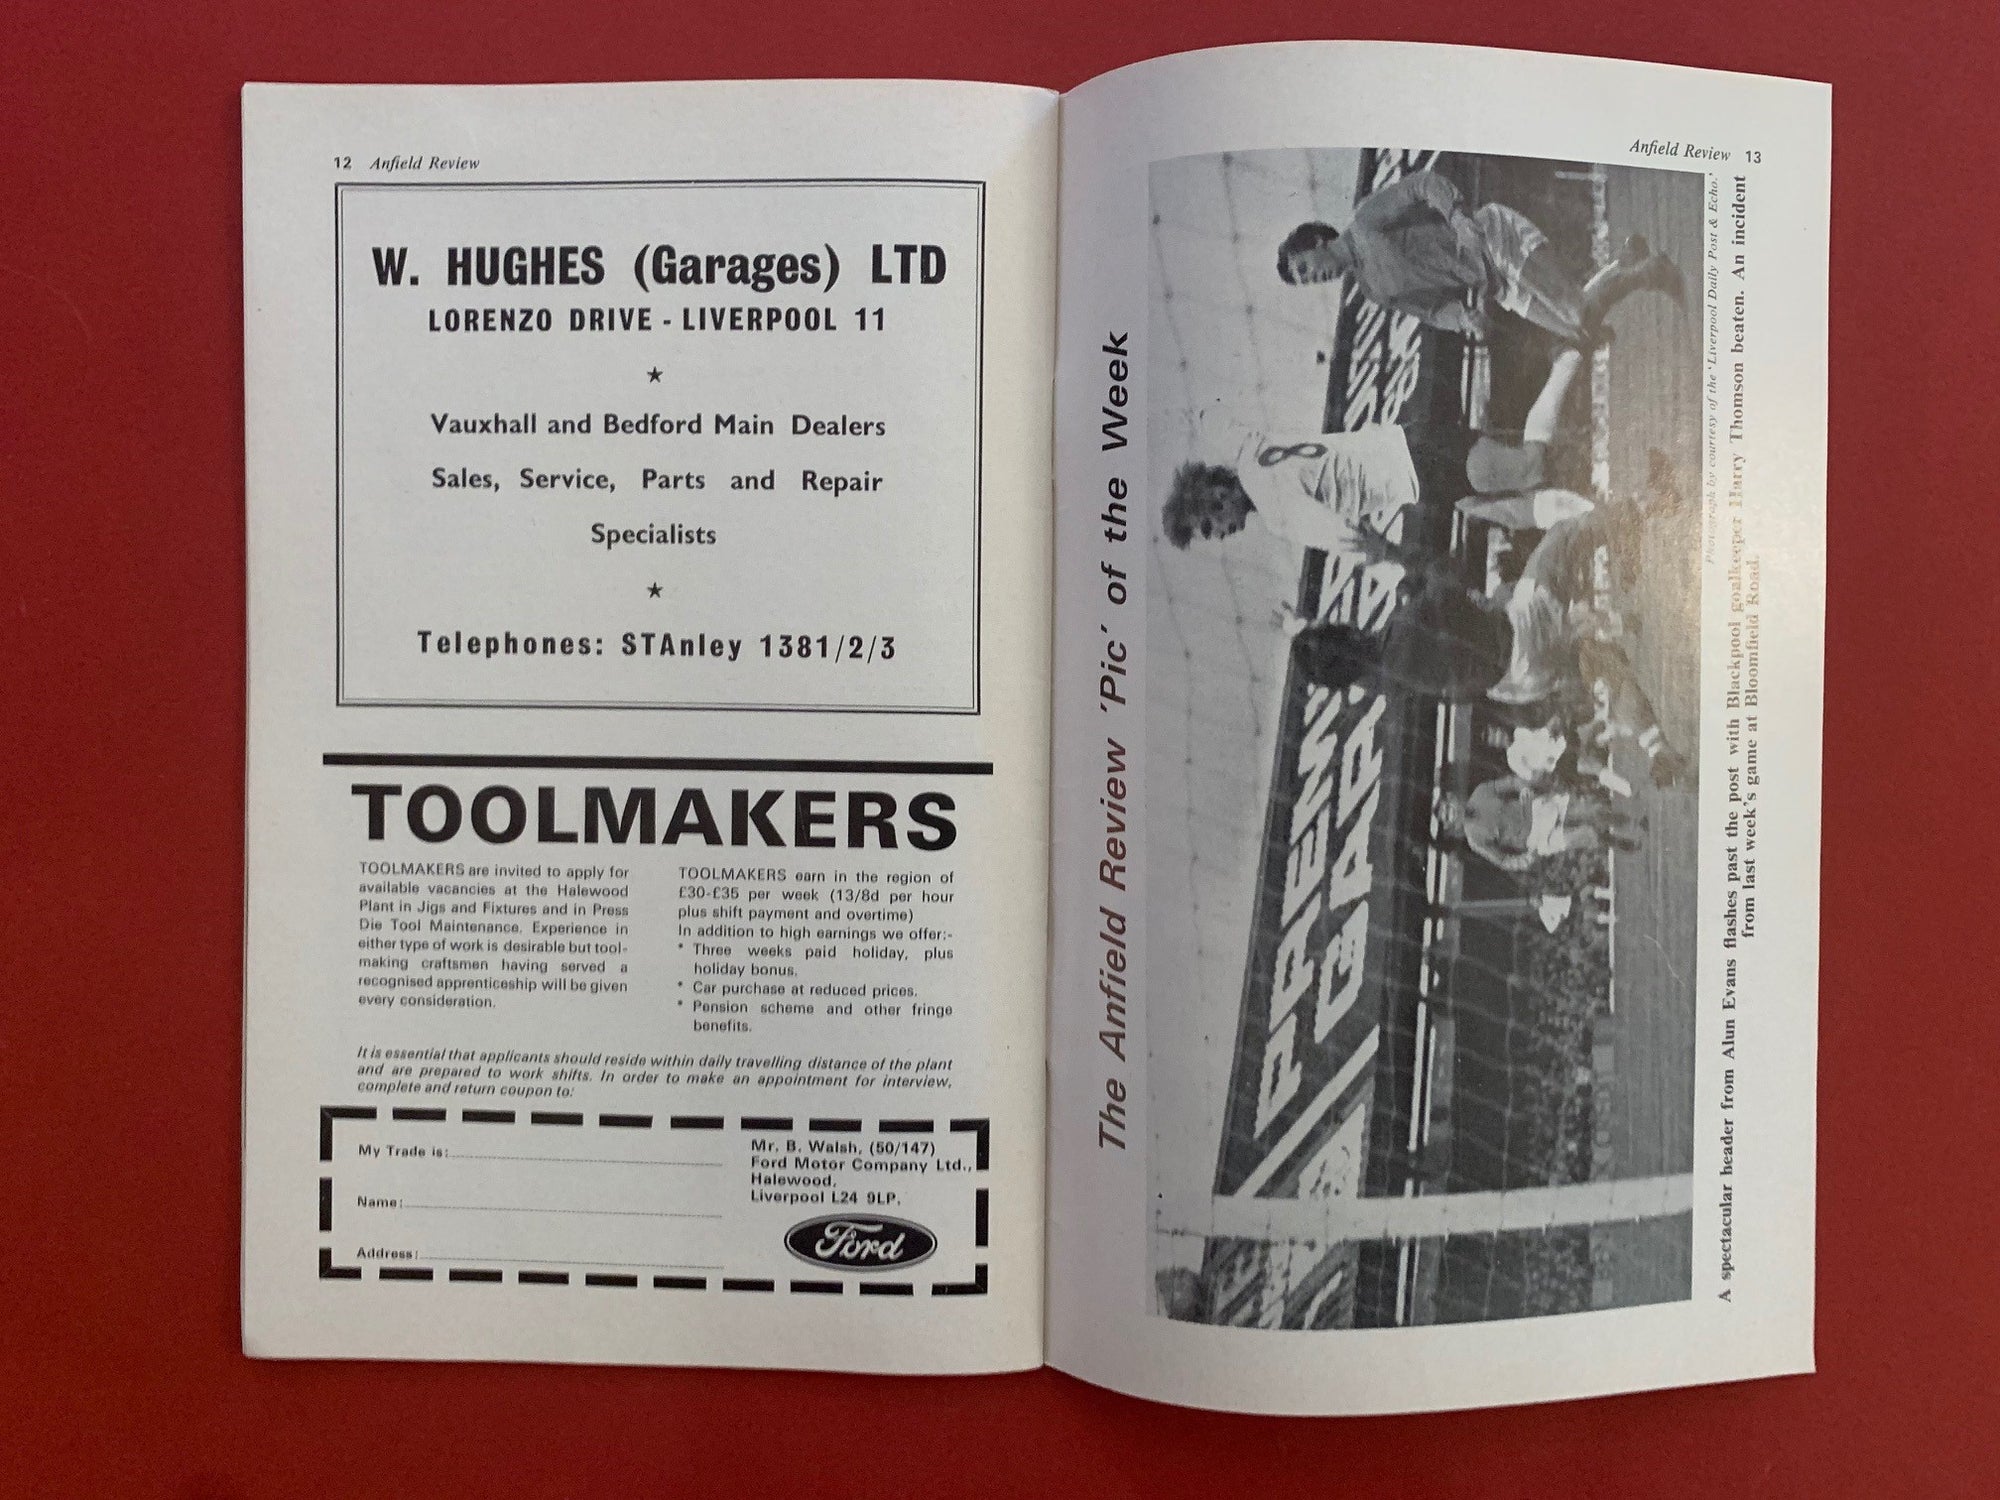 12 Anfield Review
W. HUGHES (Garages) LTD
LORENZO DRIVE - LIVERPOOL 11
★
Vauxhall and Bedford Main Dealers
Sales, Service, Parts and Repair
Specialists
★
Telephones: STAnley 1381/2/3
TOOLMAKERS
TOOLMAKERS are invited to apply for
available vacancies at the Halewood
Plant in Jigs and Fixtures and in Press
Die Tool Maintenance. Experience in
either type of work is desirable but tool-
making craftsmen having served a
recognised apprenticeship will be given
every consideration.
TOOLMAKERS earn in the region of
£30-£35 per week (13/8d per hour
plus shift payment and overtime)
In addition to high earnings we offer:-
* Three weeks paid holiday, plus
holiday bonus.
* Car purchase at reduced prices.
* Pension scheme and other fringe
benefits.
It is essential that applicants should reside within daily travelling distance of the plant
and are prepared to work shifts. In order to make an appointment for interview,
complete and return coupon to:
My Trade is:
Name:
Address:
Mr. B. Walsh, (50/147)
Ford Motor Company Ltd.,
Halewood,
Liverpool L24 9LP.
Ford
Anfield Review 13
The Anfield Review 'Pic' of the Week
8
Photograph by courtesy of the 'Liverpool Daily Post & Echo.'
A spectacular header from Alun Evans flashes past the post with Blackpool goalkeeper Harry Thomson beaten. An incident
from last week's game at Bloomfield Road.